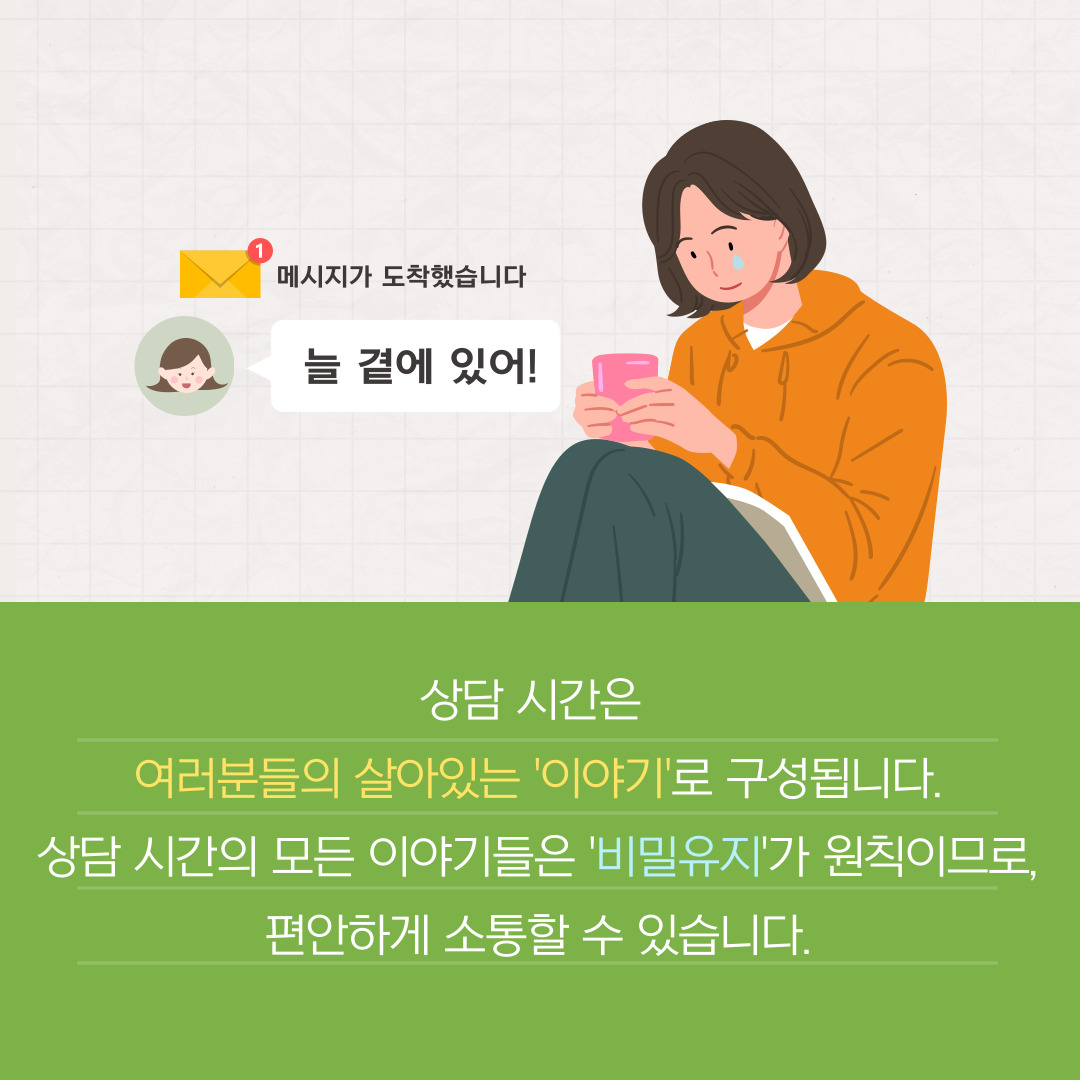 1
메시지가 도착했습니다
늘 곁에 있어!
상담 시간은
여러분들의 살아있는 '이야기'로 구성됩니다.
상담 시간의 모든 이야기들은 '비밀유지'가 원칙이므로,
편안하게 소통할 수 있습니다.